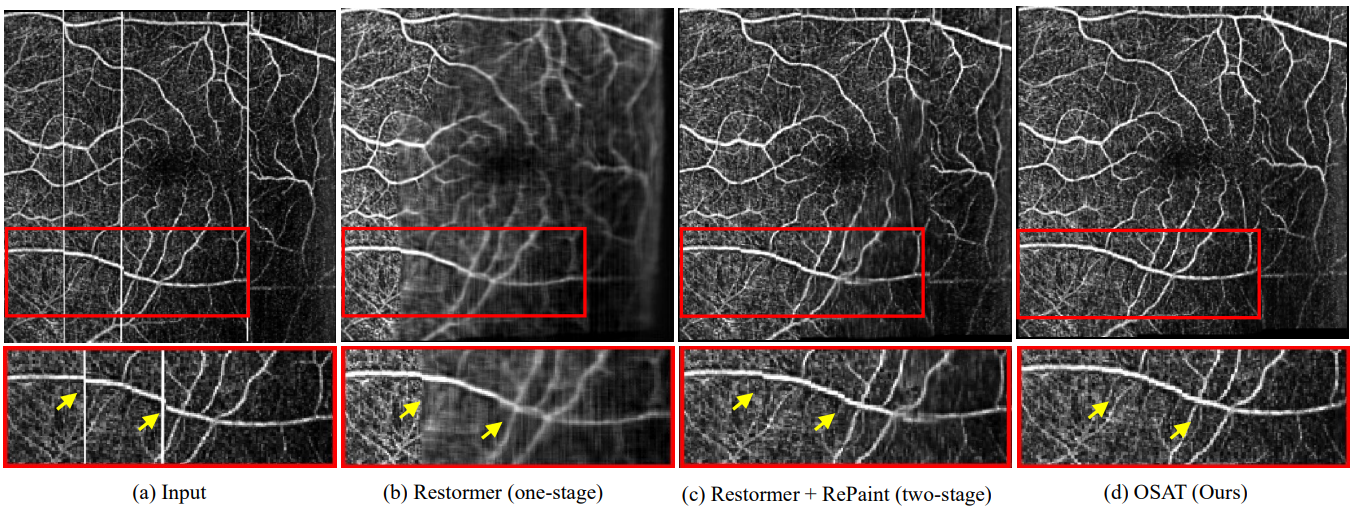 (a) Input
(b) Restormer (one-stage)
(c) Restormer + RePaint (two-stage)
(d) OSAT (Ours)